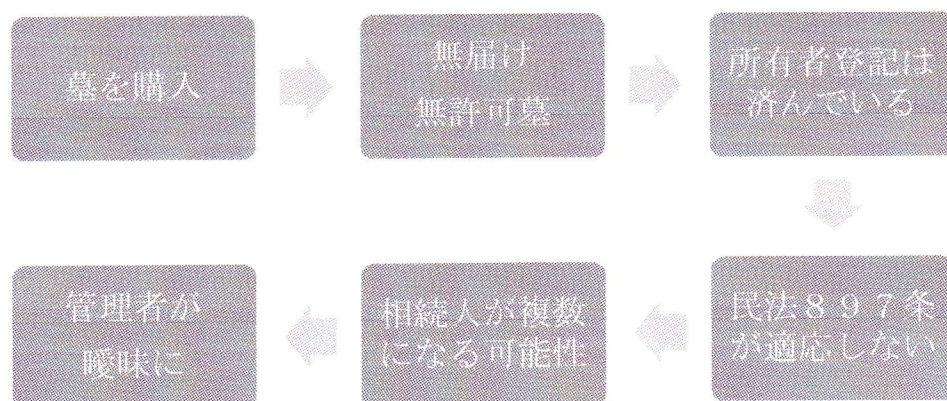 墓を購入
無届け
無許可墓
所有者登記は
済んでいる
民法８９７条
が適応しない
相続人が複数
になる可能性
管理者が
曖昧に